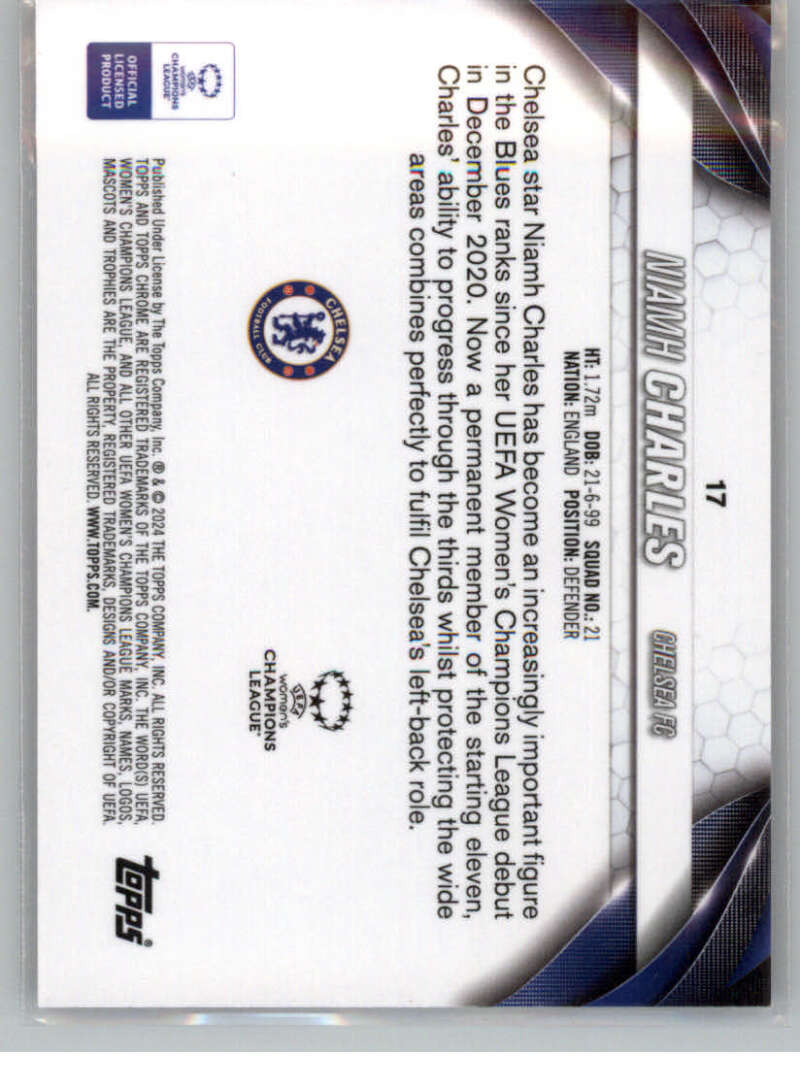 17
NIAMH CHARLES
CHELSEA FC
HT: 1.72m DOB: 21-6-99 SQUAD NO.: 21
NATION: ENGLAND POSITION: DEFENDER
Chelsea star Niamh Charles has become an increasingly important figure
in the Blues ranks since her UEFA Women's Champions League debut
in December 2020. Now a permanent member of the starting eleven,
Charles' ability to progress through the thirds whilst protecting the wide
areas combines perfectly to fulfil Chelsea's left-back role.
CHELSEA
FOOTBALL CLUB
UEFA
women's
CHAMPIONS
LEAGUE
UEFA
women's
CHAMPIONS
LEAGUE
OFFICIAL
LICENSED
PRODUCT
Published Under License by The Topps Company, Inc. ® & © 2024 THE TOPPS COMPANY, INC. ALL RIGHTS RESERVED.
TOPPS AND TOPPS CHROME ARE REGISTERED TRADEMARKS OF THE TOPPS COMPANY, INC. THE WORD(S) UEFA,
WOMEN'S CHAMPIONS LEAGUE, AND ALL OTHER UEFA WOMEN'S CHAMPIONS LEAGUE MARKS, NAMES, LOGOS,
MASCOTS AND TROPHIES ARE THE PROPERTY, REGISTERED TRADEMARKS, DESIGNS AND/OR COPYRIGHT OF UEFA.
ALL RIGHTS RESERVED. WWW.TOPPS.COM.
topps®